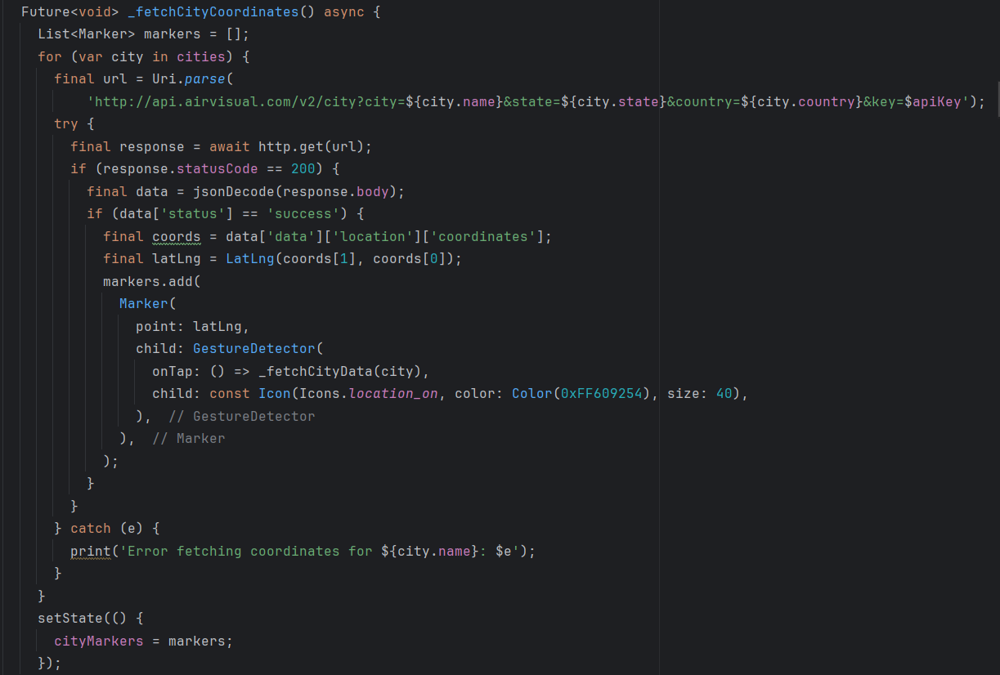 Future<void> _fetchCityCoordinates() async {
List<Marker> markers = [];
for (var city in cities) {
final url = Uri.parse(
'http://api.airvisual.com/v2/city?city=${city.name}&state=${city.state}&country=${city.country}&key=$apiKey');
try {
final response = await http.get(url);
if (response.statusCode == 200) {
final data = jsonDecode(response.body);
if (data['status'] == 'success') {
final coords = data['data']['location']['coordinates'];
final latLng = LatLng(coords[1], coords[0]);
markers.add(
Marker(
point: latLng,
child: GestureDetector(
onTap: () => _fetchCityData(city),
child: const Icon(Icons.location_on, color: Color(0xFF609254), size: 40),
), // GestureDetector
), // Marker
);
}
}
} catch (e) {
print('Error fetching coordinates for ${city.name}: $e');
}
}
setState(() {
cityMarkers = markers;
});